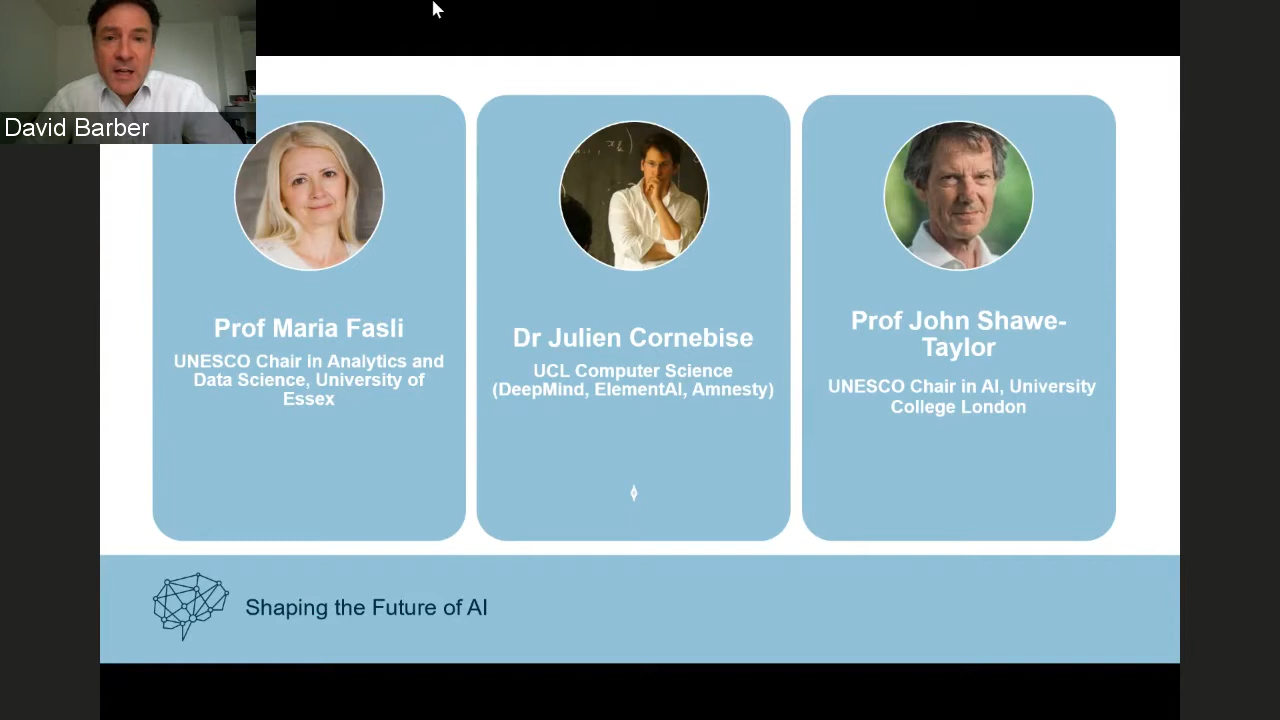 David Barber
Prof Maria Fasli
UNESCO Chair in Analytics and
Data Science, University of
Essex
Dr Julien Cornebise
UCL Computer Science
(DeepMind, ElementAI, Amnesty)
Prof John Shawe-
Taylor
UNESCO Chair in AI, University
College London
Shaping the Future of AI